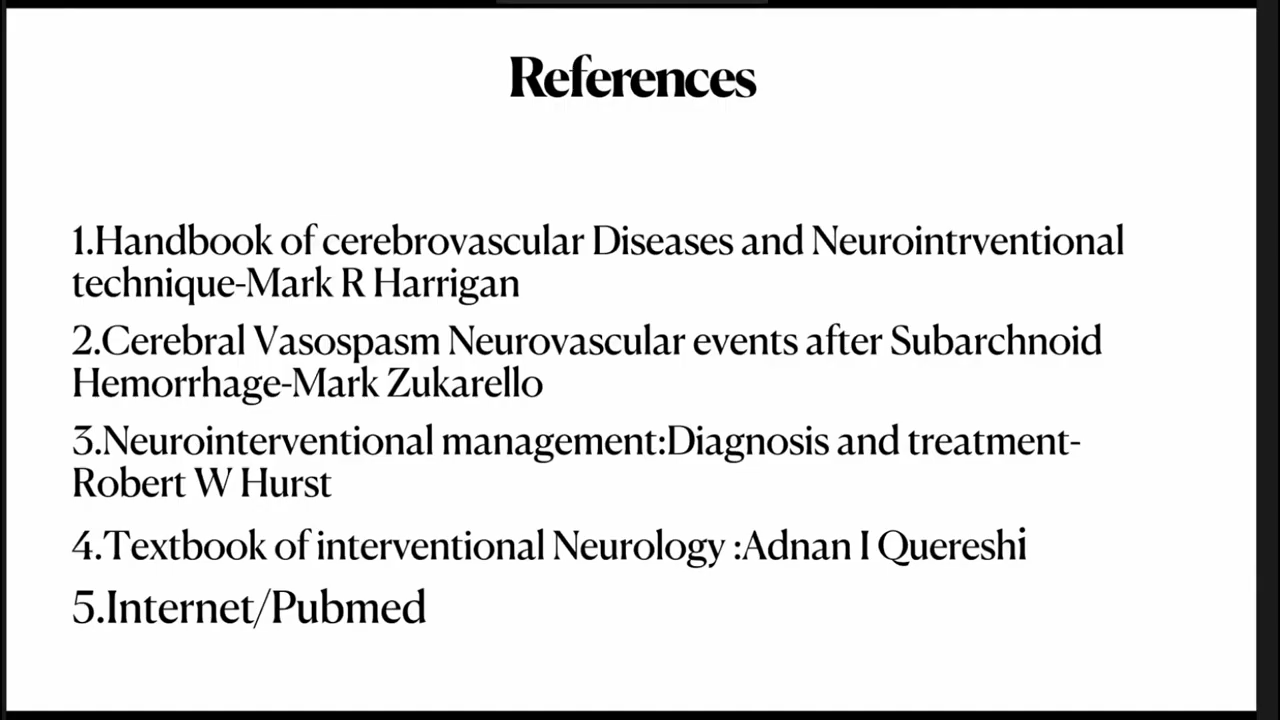 References
1.Handbook of cerebrovascular Diseases and Neurointrventional
technique-Mark R Harrigan
2.Cerebral Vasospasm Neurovascular events after Subarchnoid
Hemorrhage-Mark Zukarello
3.Neurointerventional management:Diagnosis and treatment-
Robert W Hurst
4.Textbook of interventional Neurology :Adnan I Quereshi
5.Internet/Pubmed